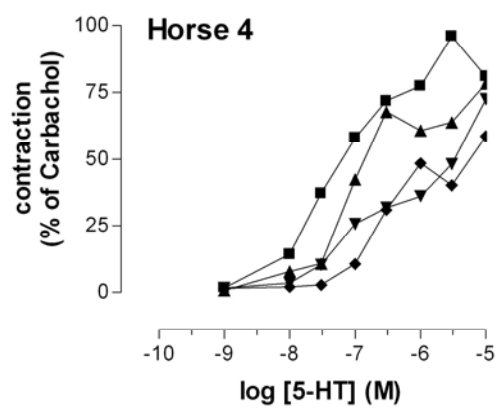 Horse 4
contraction
(% of Carbachol)
100
75
50
25
0
-10 -9 -8 -7 -6 -5
log [5-HT] (M)